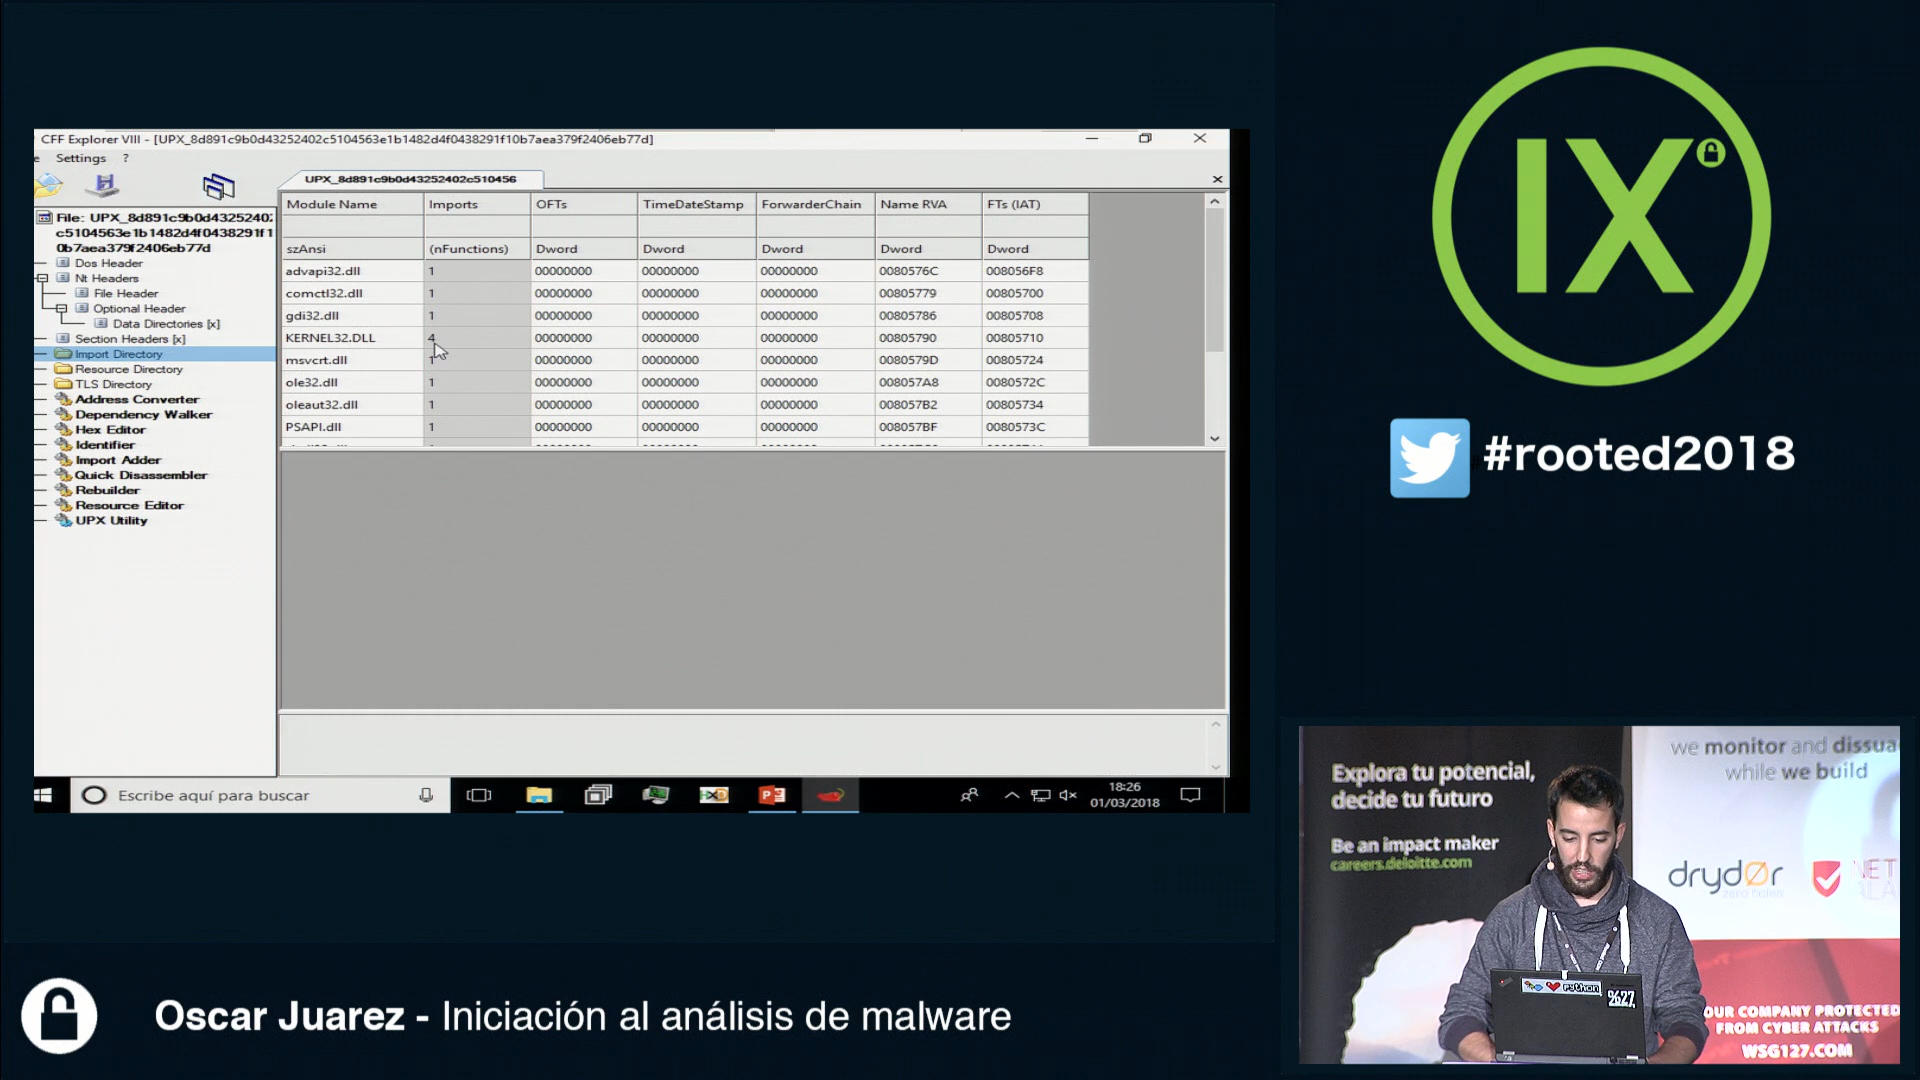 CFF Explorer VIII - [UPX_8d891c9b0d43252402c5104563e1b1482d4f0438291f10b7aea379f2406eb77d]
e Settings ?
UPX_8d891c9b0d43252402c510456
File: UPX_8d891c9b0d43252402
c5104563e1b1482d4f0438291f1
0b7aea379f2406eb77d
Dos Header
Nt Headers
File Header
Optional Header
Data Directories [x]
Section Headers [x]
Import Directory
Resource Directory
TLS Directory
Address Converter
Dependency Walker
Hex Editor
Identifier
Import Adder
Quick Disassembler
Rebuilder
Resource Editor
UPX Utility
Module Name Imports OFTs TimeDateStamp ForwarderChain Name RVA FTs (IAT)
szAnsi (nFunctions) Dword Dword Dword Dword Dword
advapi32.dll 1 00000000 00000000 00000000 0080576C 008056F8
comctl32.dll 1 00000000 00000000 00000000 00805779 00805700
gdi32.dll 1 00000000 00000000 00000000 00805786 00805708
KERNEL32.DLL 4 00000000 00000000 00000000 00805790 00805710
msvcrt.dll 1 00000000 00000000 00000000 0080579D 00805724
ole32.dll 1 00000000 00000000 00000000 008057A8 0080572C
oleaut32.dll 1 00000000 00000000 00000000 008057B2 00805734
PSAPI.dll 1 00000000 00000000 00000000 008057BF 0080573C
Escribe aquí para buscar
18:26
01/03/2018
IX
#rooted2018
Explora tu potencial,
decide tu futuro
Be an impact maker
careers.deloitte.com
we monitor and dissua
while we build
drydør
zero holes
NET
python
2627
OUR COMPANY PROTECTED
FROM CYBER ATTACKS
WSG127.COM
Oscar Juarez - Iniciación al análisis de malware